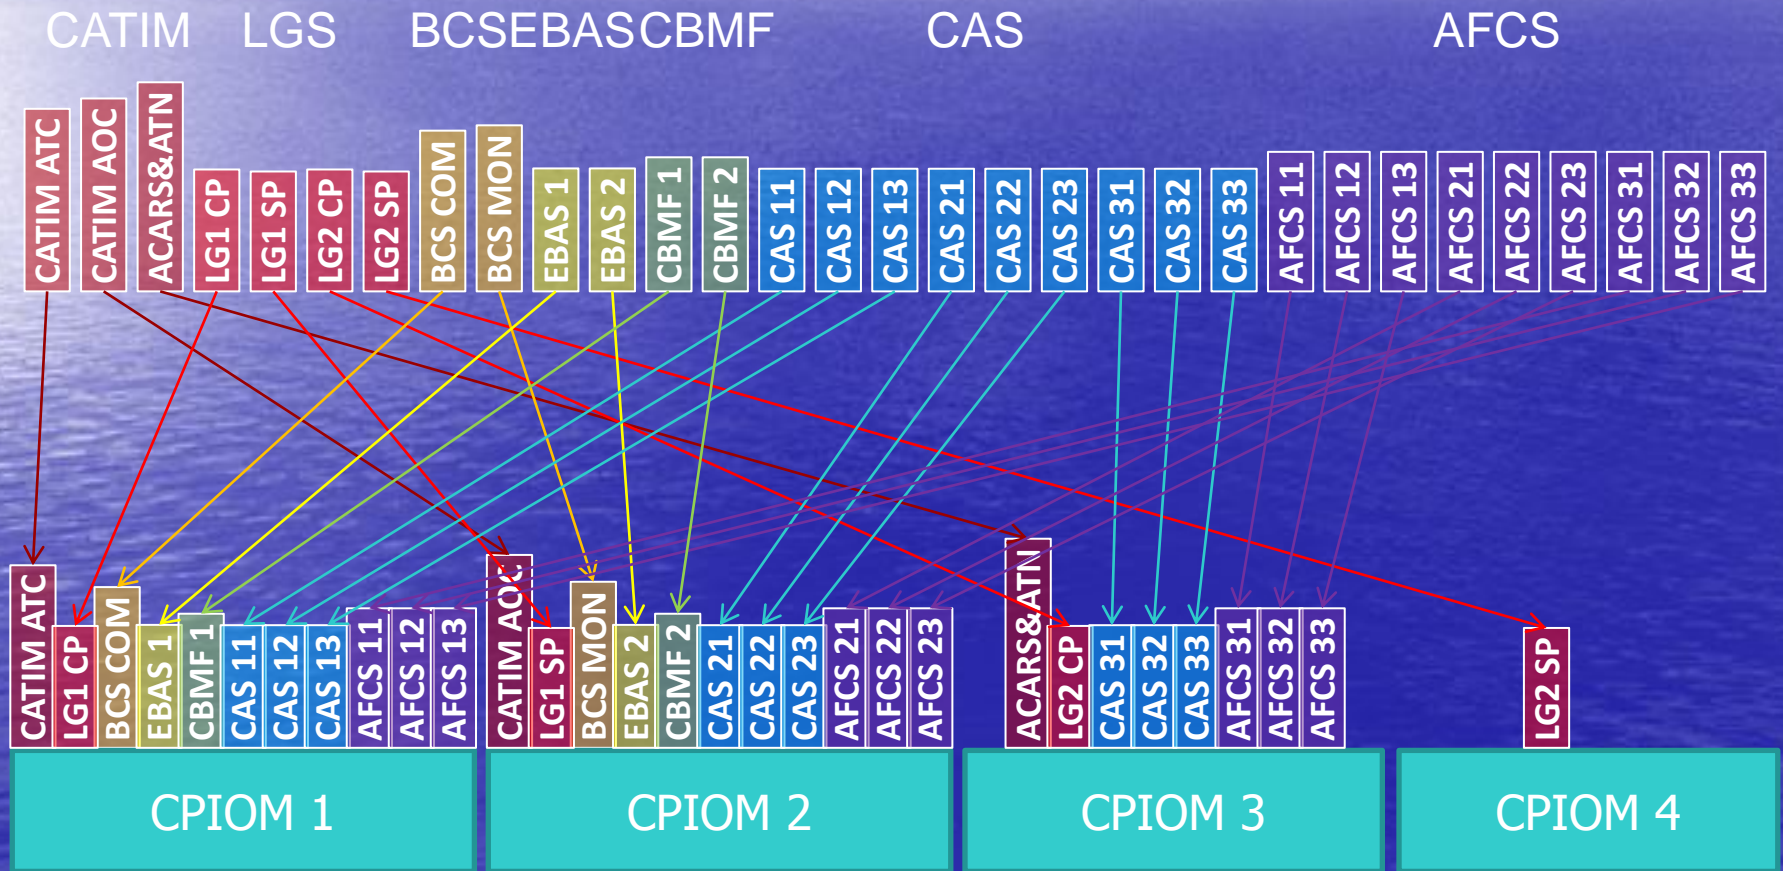 CATIM LGS BCS EBAS CBMF CAS AFCS
CATIM ATC
CATIM AOC
ACARS&ATN
LG1 CP
LG1 SP
LG2 CP
LG2 SP
BCS COM
BCS MON
EBAS 1
EBAS 2
CBMF 1
CBMF 2
CAS 11
CAS 12
CAS 13
CAS 21
CAS 22
CAS 23
CAS 31
CAS 32
CAS 33
AFCS 11
AFCS 12
AFCS 13
AFCS 21
AFCS 22
AFCS 23
AFCS 31
AFCS 32
AFCS 33
CATIM ATC
LG1 CP
BCS COM
EBAS 1
CBMF 1
CAS 11
CAS 12
CAS 13
AFCS 11
AFCS 12
AFCS 13
CATIM AOC
LG1 SP
BCS MON
EBAS 2
CBMF 2
CAS 21
CAS 22
CAS 23
AFCS 21
AFCS 22
AFCS 23
ACARS&ATN
LG2 CP
CAS 31
CAS 32
CAS 33
AFCS 31
AFCS 32
AFCS 33
LG2 SP
CPIOM 1
CPIOM 2
CPIOM 3
CPIOM 4